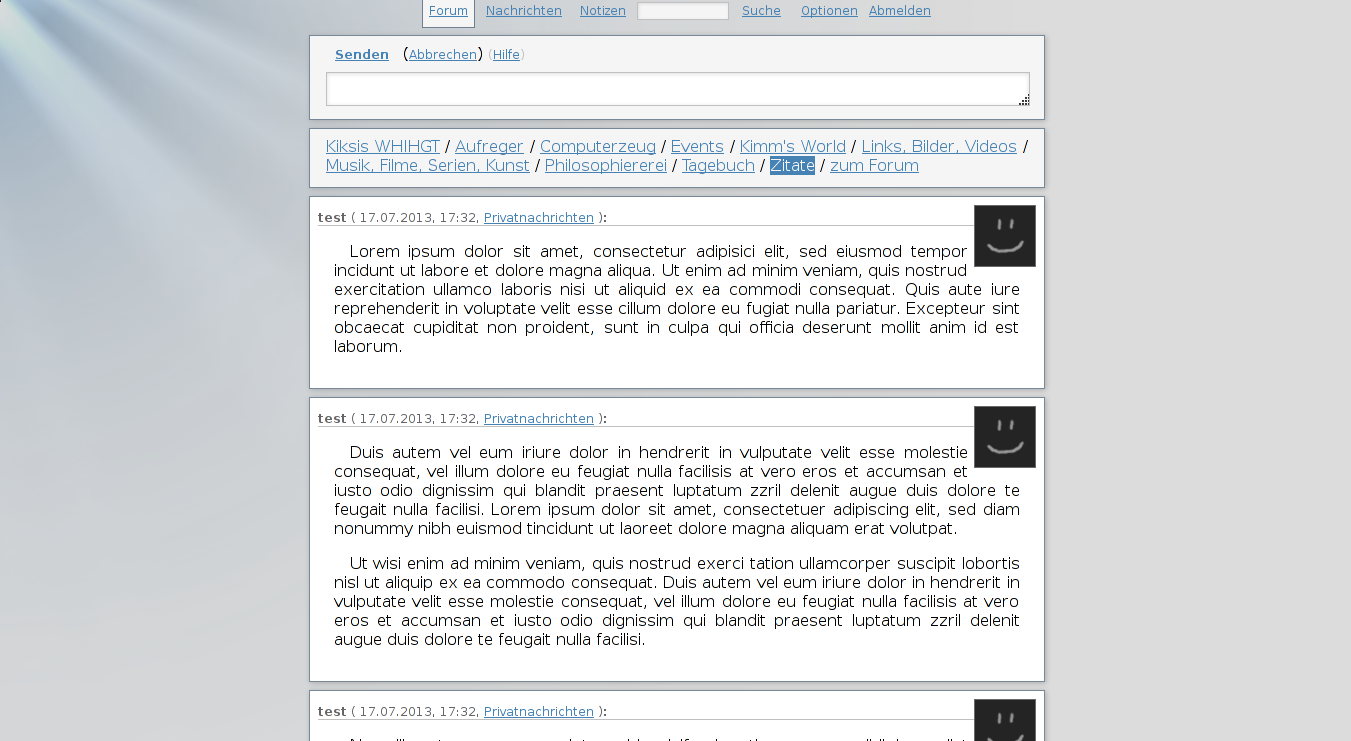 Forum Nachrichten Notizen Suche Optionen Abmelden
Senden (Abbrechen) (Hilfe)
Kiksis WHIHGT / Aufreger / Computerzeug / Events / Kimm's World / Links, Bilder, Videos /
Musik, Filme, Serien, Kunst / Philosophiererei / Tagebuch / Zitate / zum Forum
test ( 17.07.2013, 17:32, Privatnachrichten ):
Lorem ipsum dolor sit amet, consectetur adipisici elit, sed eiusmod tempor
incidunt ut labore et dolore magna aliqua. Ut enim ad minim veniam, quis nostrud
exercitation ullamco laboris nisi ut aliquid ex ea commodi consequat. Quis aute iure
reprehenderit in voluptate velit esse cillum dolore eu fugiat nulla pariatur. Excepteur sint
obcaecat cupiditat non proident, sunt in culpa qui officia deserunt mollit anim id est
laborum.
test ( 17.07.2013, 17:32, Privatnachrichten ):
Duis autem vel eum iriure dolor in hendrerit in vulputate velit esse molestie
consequat, vel illum dolore eu feugiat nulla facilisis at vero eros et accumsan et
iusto odio dignissim qui blandit praesent luptatum zzril delenit augue duis dolore te
feugait nulla facilisi. Lorem ipsum dolor sit amet, consectetuer adipiscing elit, sed diam
nonummy nibh euismod tincidunt ut laoreet dolore magna aliquam erat volutpat.
Ut wisi enim ad minim veniam, quis nostrud exerci tation ullamcorper suscipit lobortis
nisl ut aliquip ex ea commodo consequat. Duis autem vel eum iriure dolor in hendrerit in
vulputate velit esse molestie consequat, vel illum dolore eu feugiat nulla facilisis at vero
eros et accumsan et iusto odio dignissim qui blandit praesent luptatum zzril delenit
augue duis dolore te feugait nulla facilisi.
test ( 17.07.2013, 17:32, Privatnachrichten ):